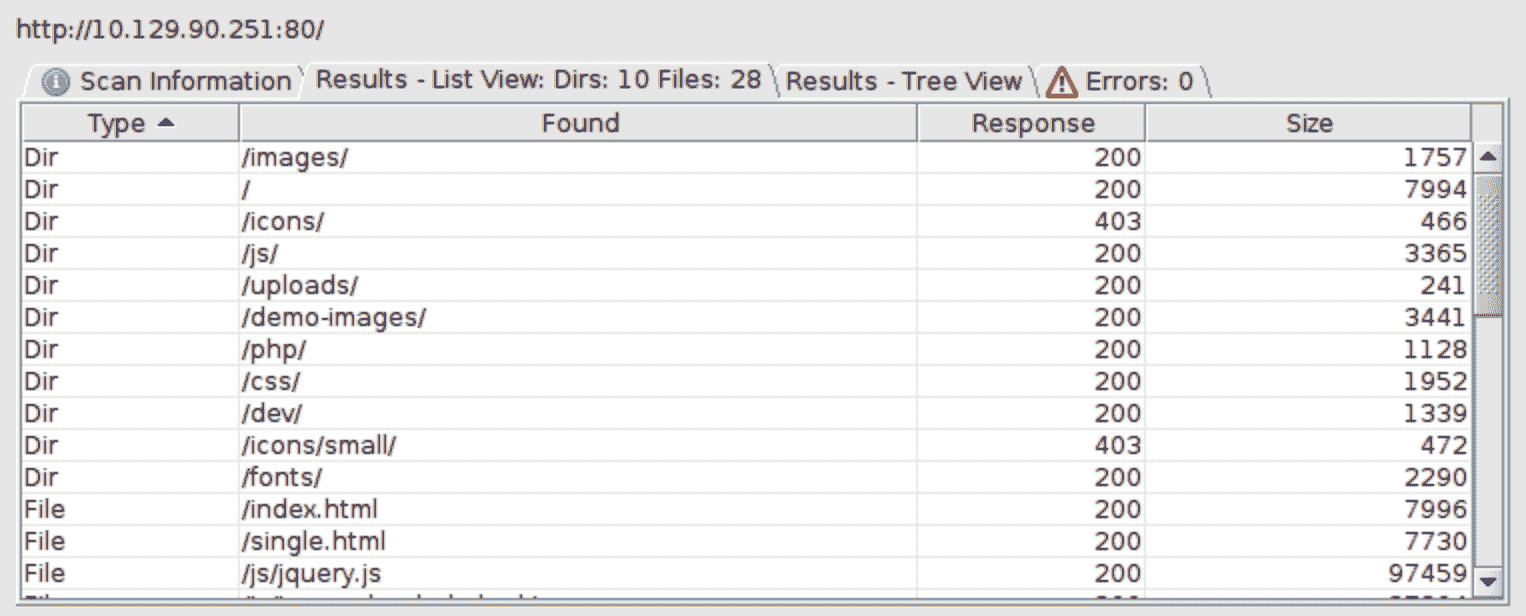 http://10.129.90.251:80/
Scan Information Results - List View: Dirs: 10 Files: 28 Results - Tree View Errors: 0
Type Found Response Size
Dir /images/ 200 1757
Dir / 200 7994
Dir /icons/ 403 466
Dir /js/ 200 3365
Dir /uploads/ 200 241
Dir /demo-images/ 200 3441
Dir /php/ 200 1128
Dir /css/ 200 1952
Dir /dev/ 200 1339
Dir /icons/small/ 403 472
Dir /fonts/ 200 2290
File /index.html 200 7996
File /single.html 200 7730
File /js/jquery.js 200 97459